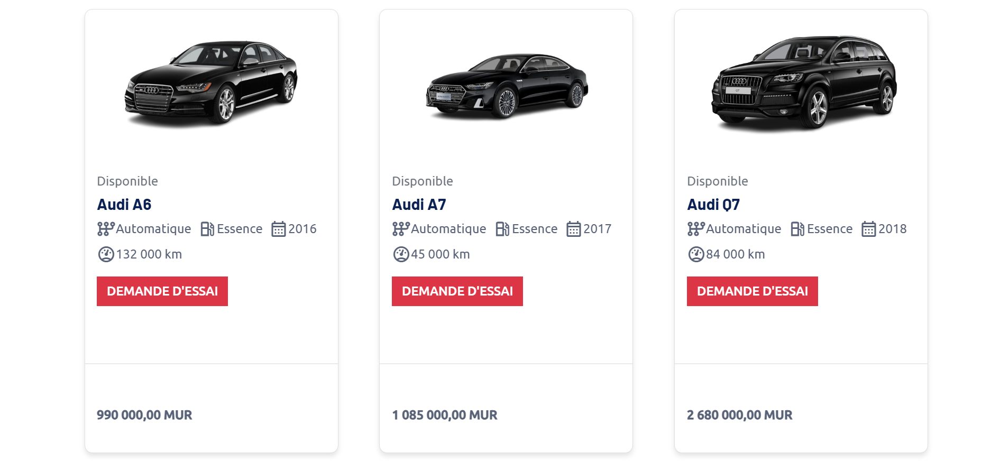 Disponible
Audi A6
Automatique Essence 2016
132 000 km
DEMANDE D'ESSAI
990 000,00 MUR
Disponible
Audi A7
Automatique Essence 2017
45 000 km
DEMANDE D'ESSAI
1 085 000,00 MUR
Q7
Disponible
Audi Q7
Automatique Essence 2018
84 000 km
DEMANDE D'ESSAI
2 680 000,00 MUR